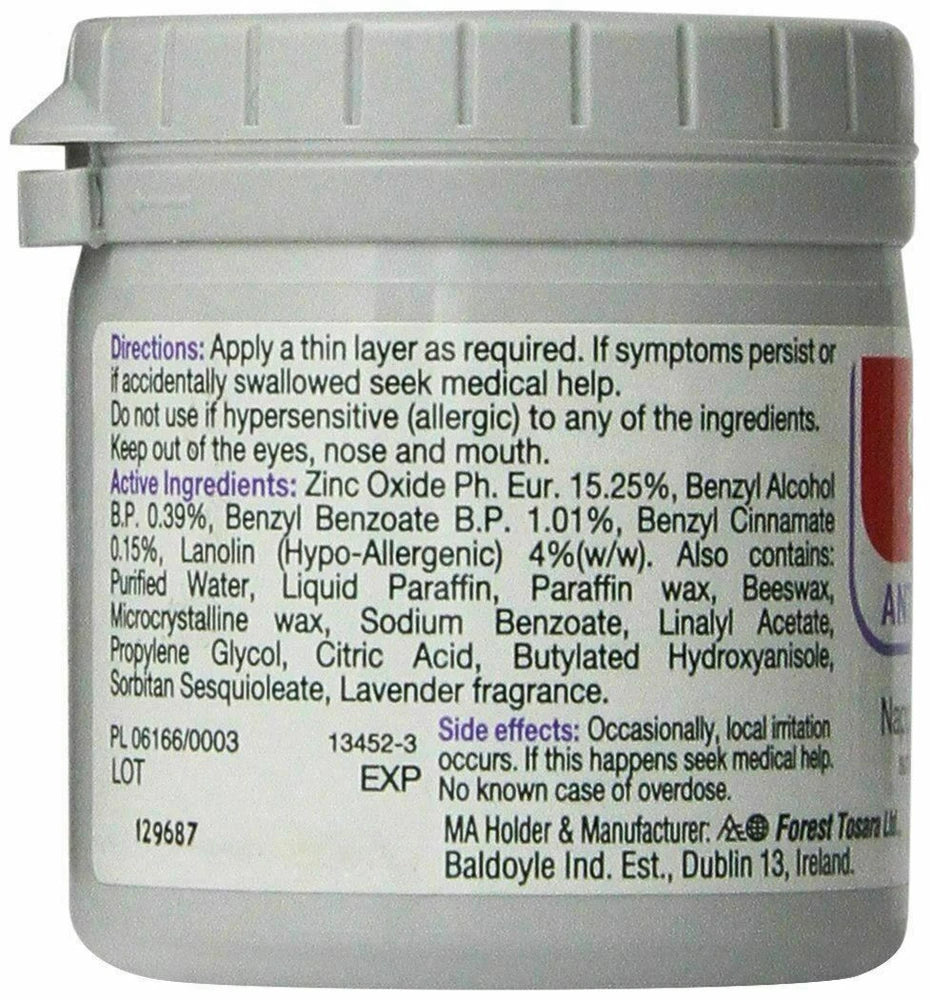 Directions: Apply a thin layer as required. If symptoms persist or
if accidentally swallowed seek medical help.
Do not use if hypersensitive (allergic) to any of the ingredients.
Keep out of the eyes, nose and mouth.
Active Ingredients: Zinc Oxide Ph. Eur. 15.25%, Benzyl Alcohol
B.P. 0.39%, Benzyl Benzoate B.P. 1.01%, Benzyl Cinnamate
0.15%, Lanolin (Hypo-Allergenic) 4%(w/w). Also contains:
Purified Water, Liquid Paraffin, Paraffin wax, Beeswax,
Microcrystalline wax, Sodium Benzoate, Linalyl Acetate,
Propylene Glycol, Citric Acid, Butylated Hydroxyanisole,
Sorbitan Sesquioleate, Lavender fragrance.
PL 06166/0003 13452-3
LOT EXP
129687
Side effects: Occasionally, local irritation
occurs. If this happens seek medical help.
No known case of overdose.
MA Holder & Manufacturer: Forest Tosara Ltd.
Baldoyle Ind. Est., Dublin 13, Ireland.
AN